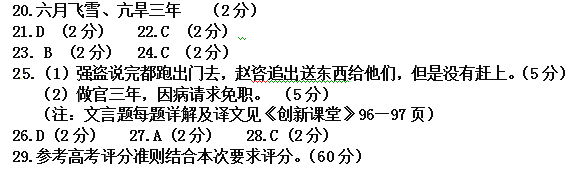 20.六月飞雪、亢旱三年 （2分）
21.D （2分） 22.C （2分）
23. B （2分） 24.C （2分）
25.（1）强盗说完都跑出门去，赵咨追出送东西给他们，但是没有赶上。（5分）
（2）做官三年，因病请求免职。 （5分）
（注：文言题每题详解及译文见《创新课堂》96—97页）
26.D（2分） 27.A（2分） 28.C（2分）
29.参考高考评分准则结合本次要求评分。（60分）